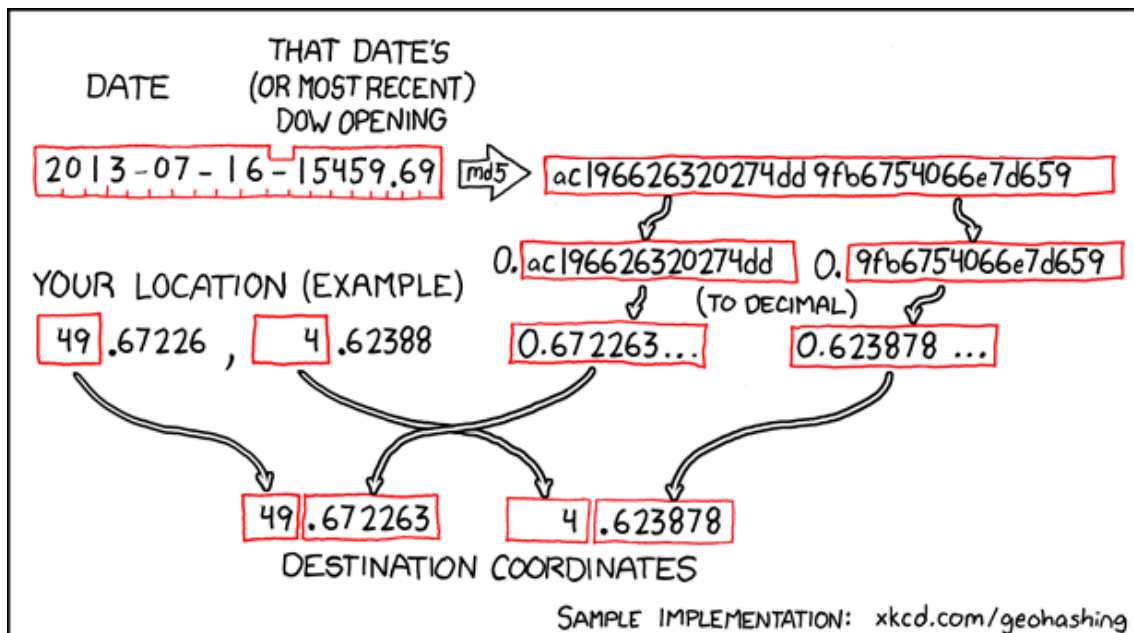 THAT DATE'S
DATE (OR MOST RECENT)
DOW OPENING
2013-07-16-15459.69 md5 ac196626320274dd9fb6754066e7d659
0.ac196626320274dd 0.9fb6754066e7d659
YOUR LOCATION (EXAMPLE) (TO DECIMAL)
49.67226, 4.62388 0.672263... 0.623878...
49.672263 4.623878
DESTINATION COORDINATES
SAMPLE IMPLEMENTATION: xkcd.com/geohashing